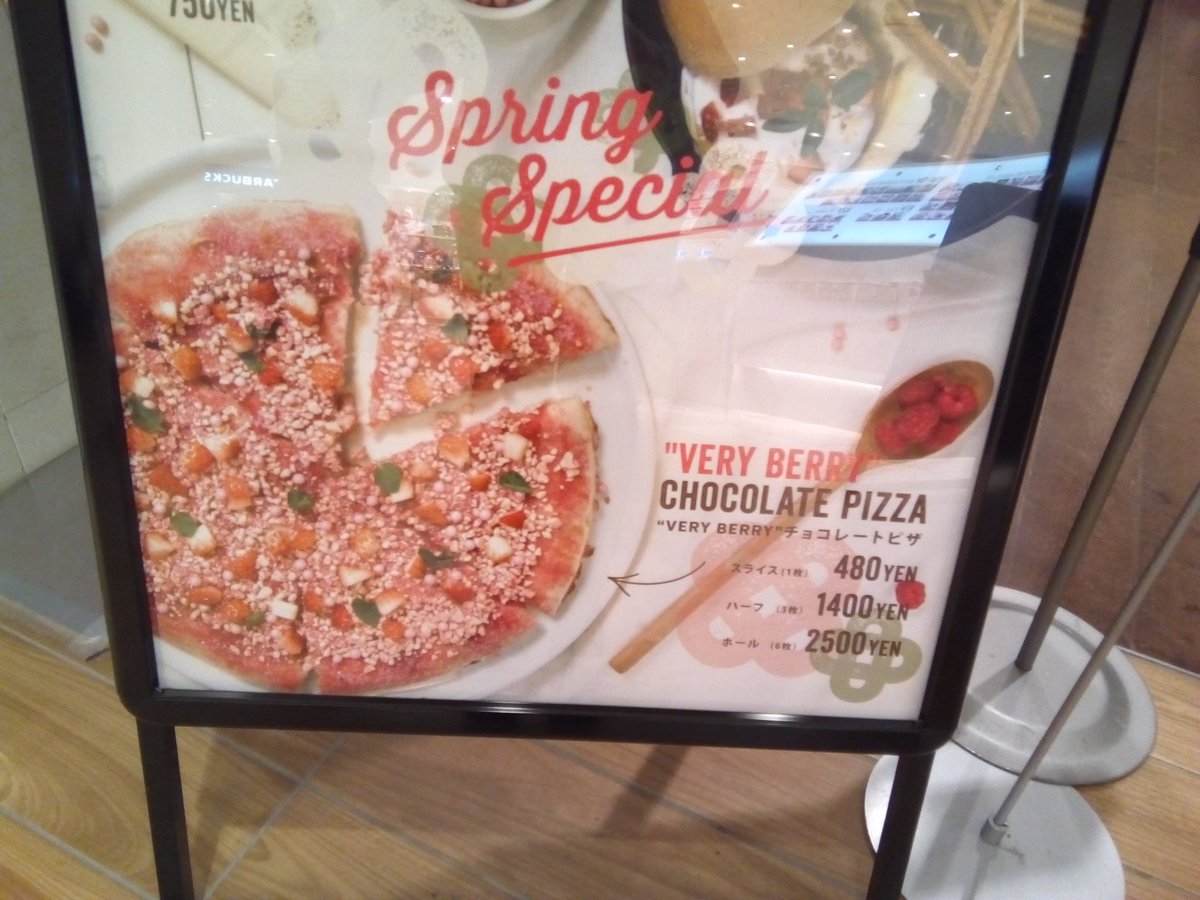 750YEN
Spring
Special
"VERY BERRY"
CHOCOLATE PIZZA
"VERY BERRY"チョコレートピザ
スライス(1枚) 480YEN
ハーフ (3枚) 1400YEN
ホール (6枚) 2500YEN